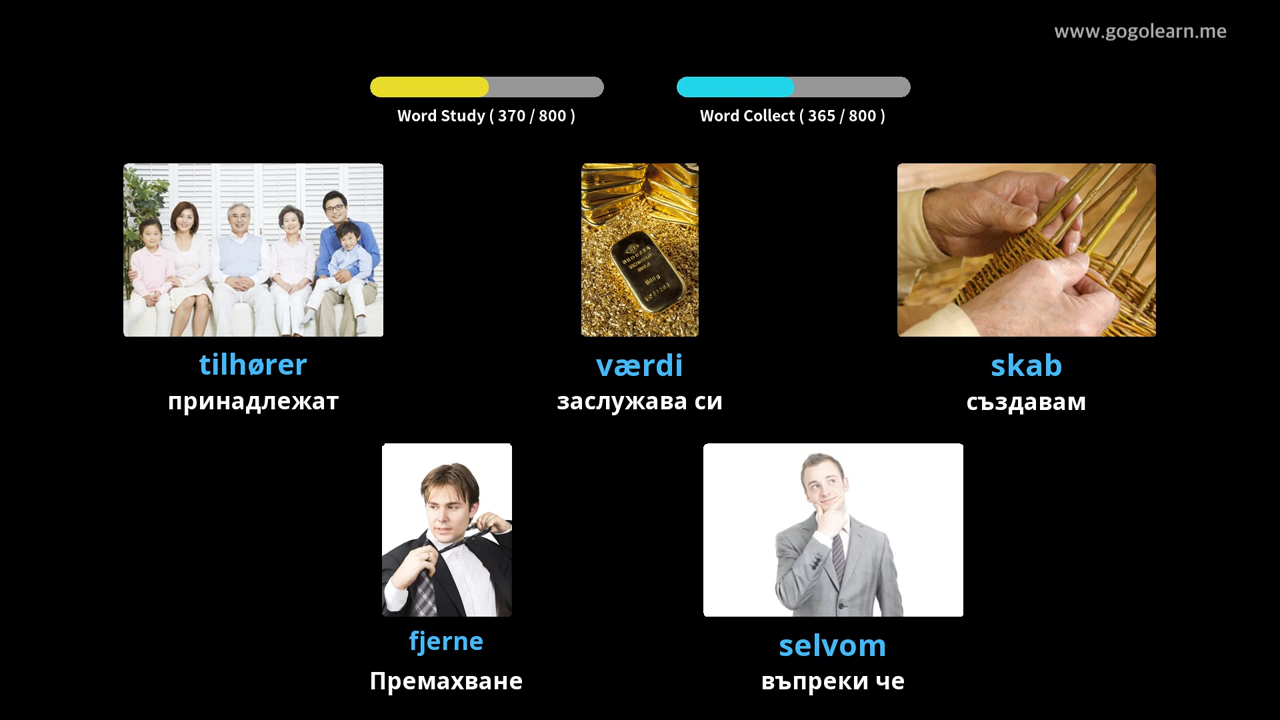 www.gogolearn.me
Word Study ( 370 / 800 )
Word Collect ( 365 / 800 )
tilhører
værdi
skab
принадлежат
заслужава си
създавам
fjerne
selvom
Премахване
въпреки че